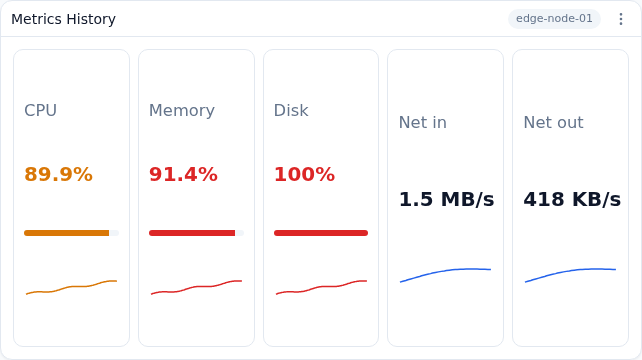 Metrics History
edge-node-01
CPU
89.9%
Memory
91.4%
Disk
100%
Net in
1.5 MB/s
Net out
418 KB/s